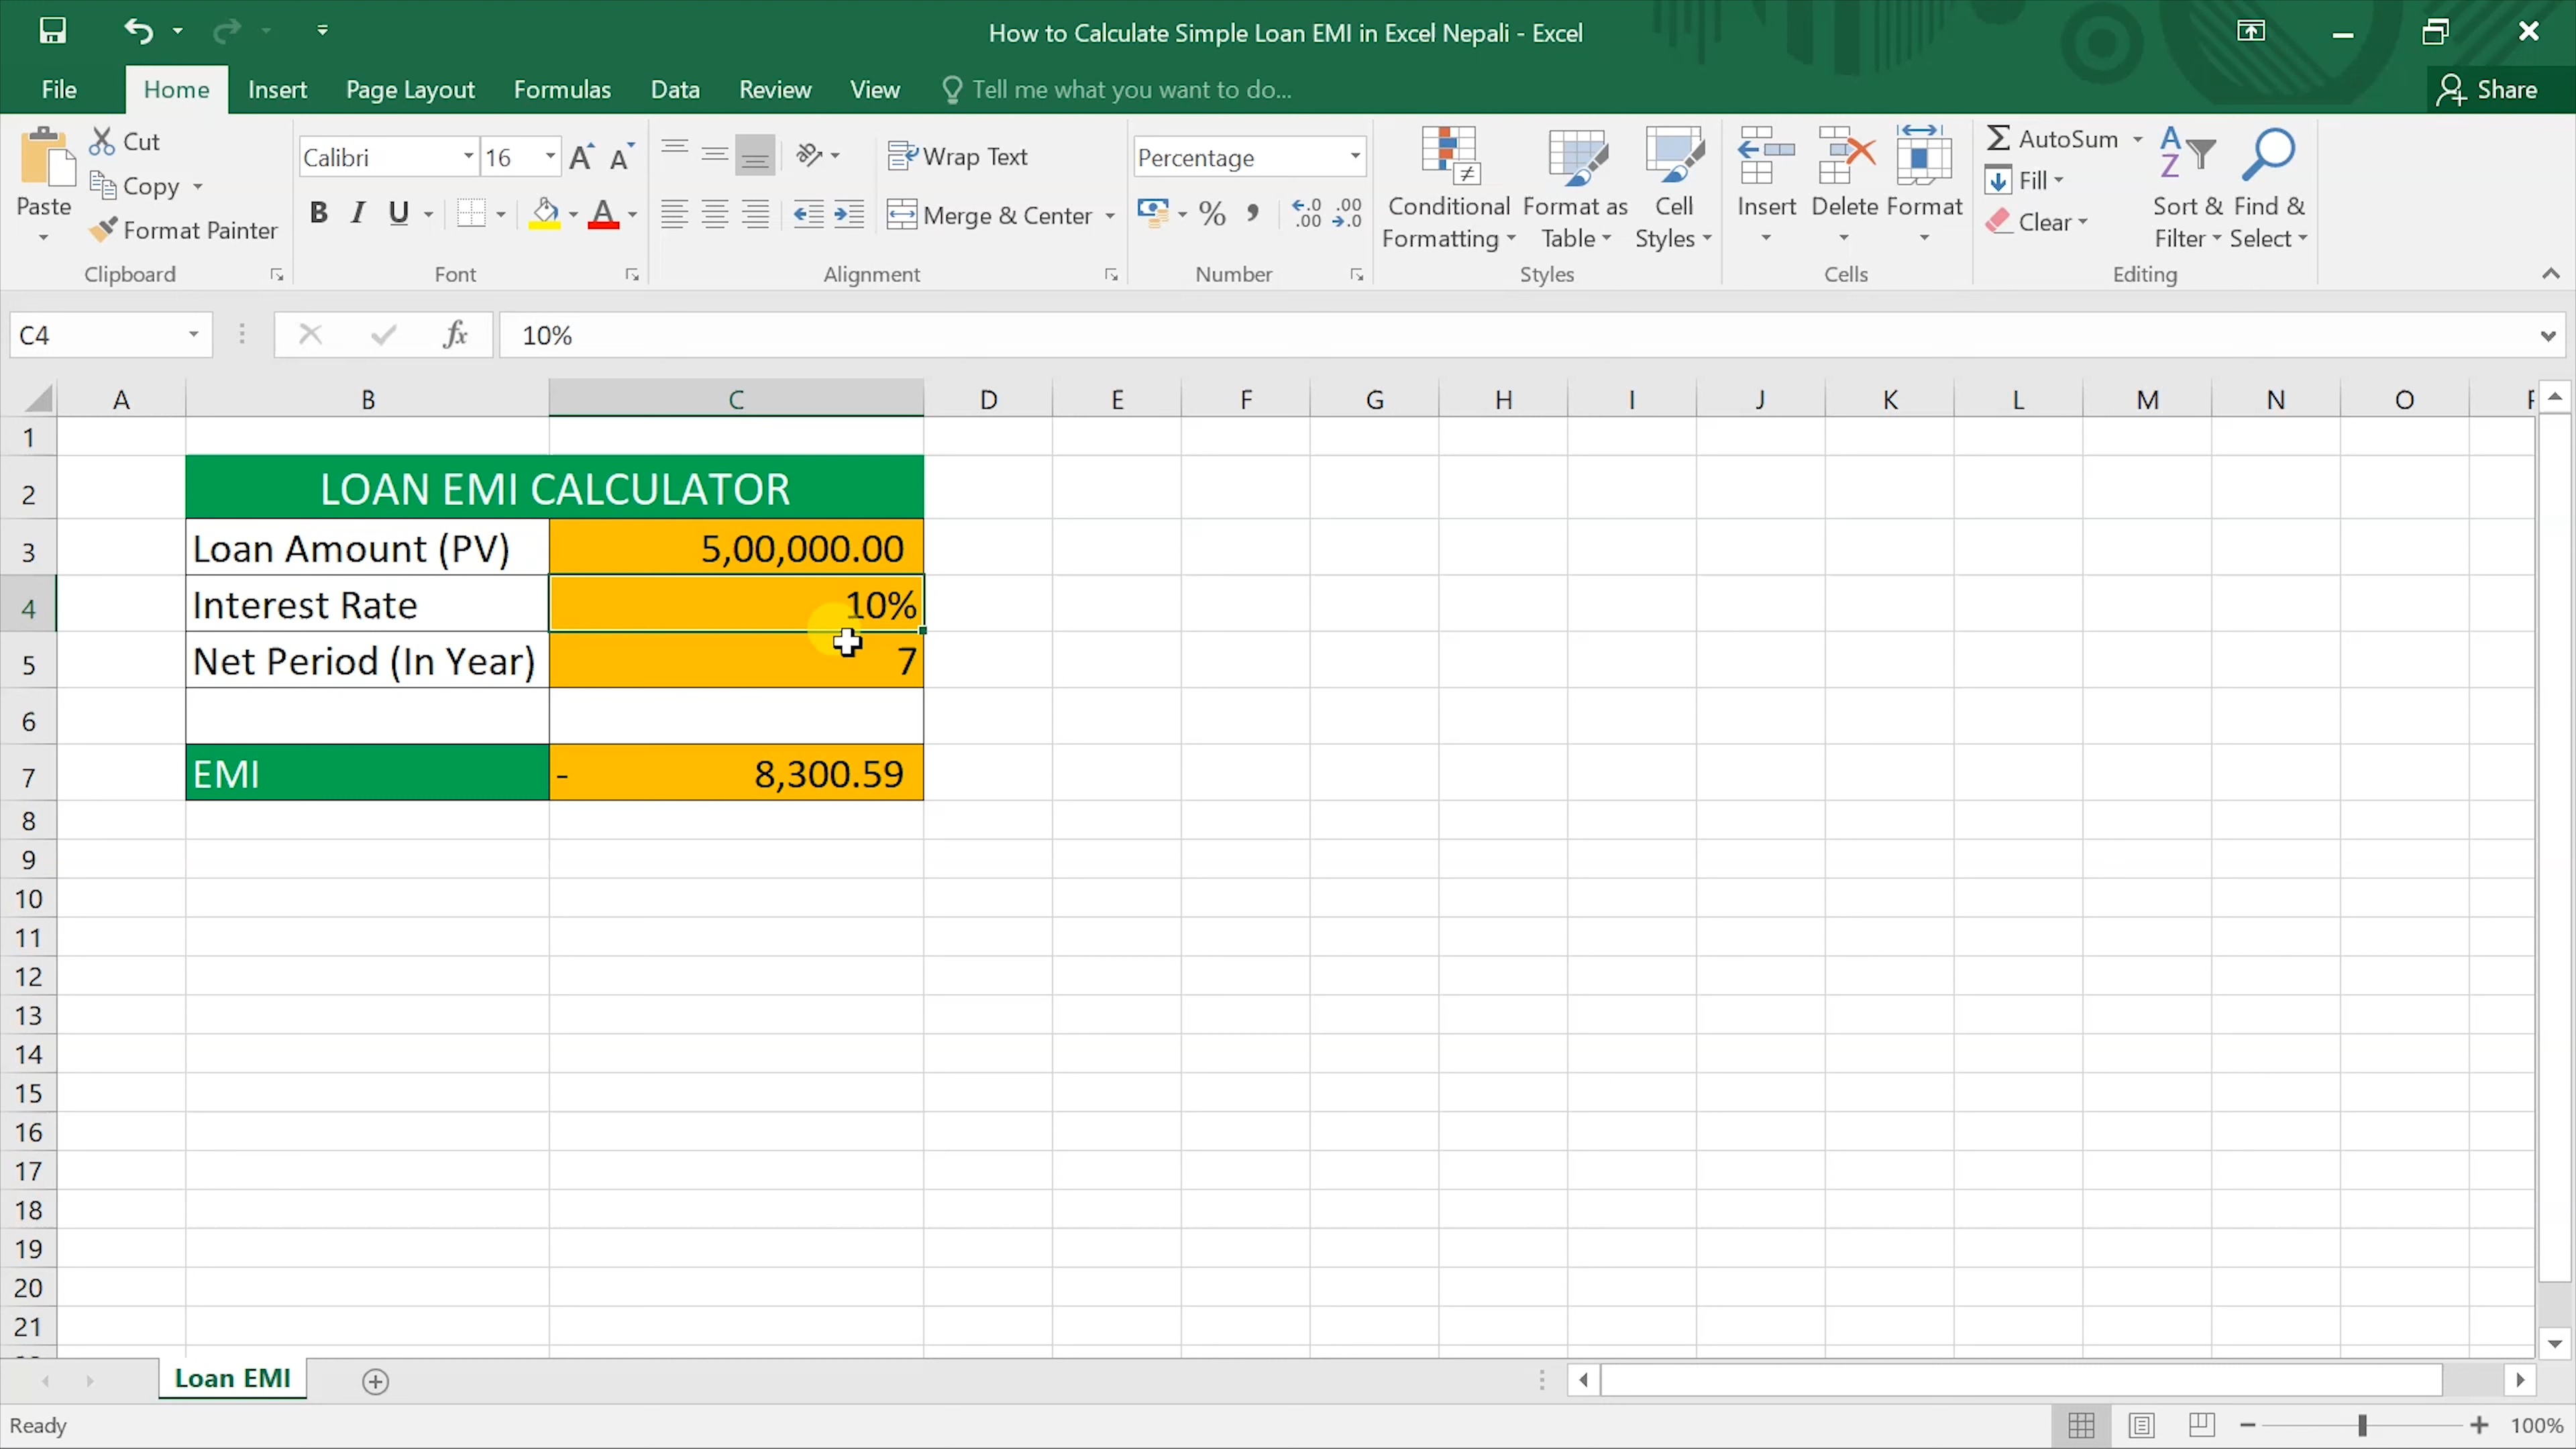 How to Calculate Simple Loan EMI in Excel Nepali - Excel
File Home Insert Page Layout Formulas Data Review View Tell me what you want to do... Share
Paste
Cut
Copy
Format Painter
Clipboard
Calibri 16
B I U A
Font
Wrap Text
Merge & Center
Alignment
Percentage
% , .00 .00
Number
Conditional Formatting
Format as Table
Cell Styles
Styles
Insert Delete Format
Cells
AutoSum
Fill
Clear
Sort & Filter
Find & Select
Editing
C4 fx 10%
A B C D E F G H I J K L M N O
1
2 LOAN EMI CALCULATOR
3 Loan Amount (PV) 5,00,000.00
4 Interest Rate 10%
5 Net Period (In Year) 7
6
7 EMI - 8,300.59
8
9
10
11
12
13
14
15
16
17
18
19
20
21
Loan EMI
Ready 100%